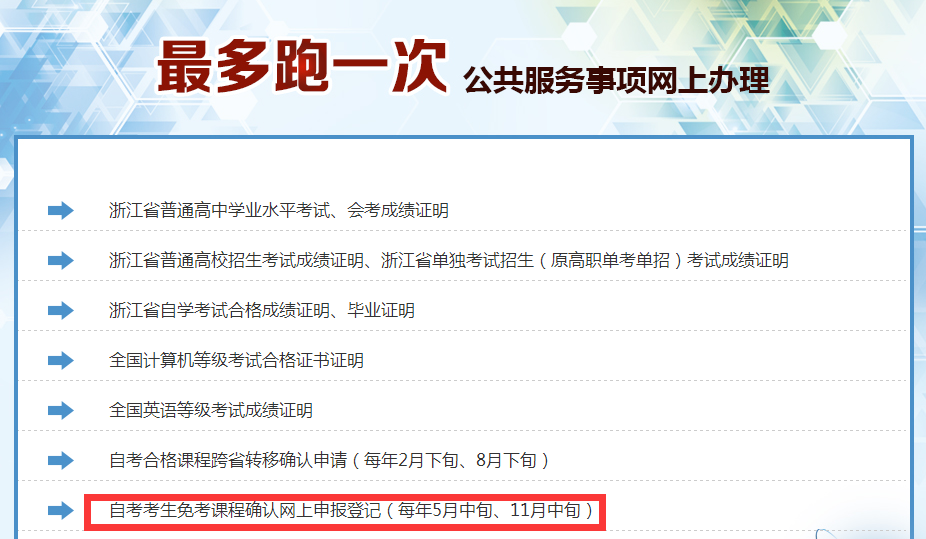 最多跑一次 公共服务事项网上办理
浙江省普通高中学业水平考试、会考成绩证明
浙江省普通高校招生考试成绩证明、浙江省单独考试招生（原高职单考单招）考试成绩证明
浙江省自学考试合格成绩证明、毕业证明
全国计算机等级考试合格证书证明
全国英语等级考试成绩证明
自考合格课程跨省转移确认申请（每年2月下旬、8月下旬）
自考考生免考课程确认网上申报登记（每年5月中旬、11月中旬）